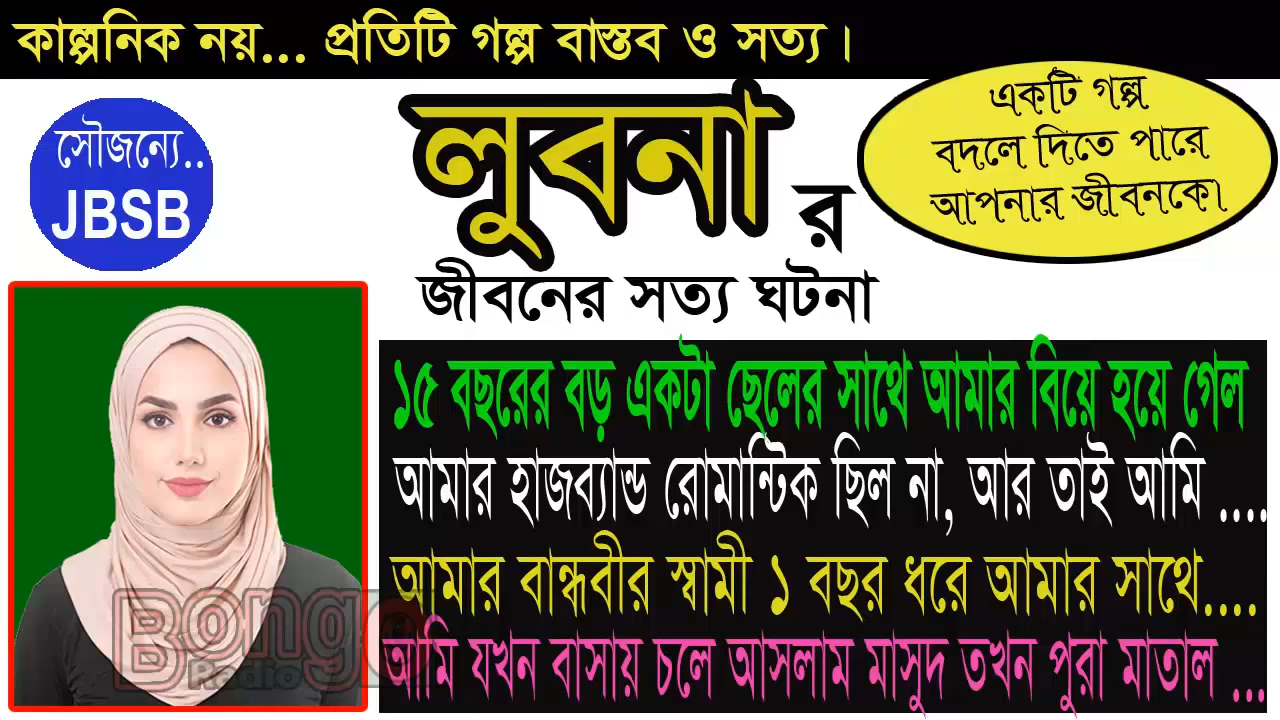 কাল্পনিক নয়... প্রতিটি গল্প বাস্তব ও সত্য।
সৌজন্যে..
JBSB
লুবনা র
জীবনের সত্য ঘটনা
একটি গল্প
বদলে দিতে পারে
আপনার জীবনকে।
১৫ বছরের বড় একটা ছেলের সাথে আমার বিয়ে হয়ে গেল
আমার হাজব্যান্ড রোমান্টিক ছিল না, আর তাই আমি ....
আমার বান্ধবীর স্বামী ১ বছর ধরে আমার সাথে....
আমি যখন বাসায় চলে আসলাম মাসুদ তখন পুরা মাতাল ...
Bongo
Radio